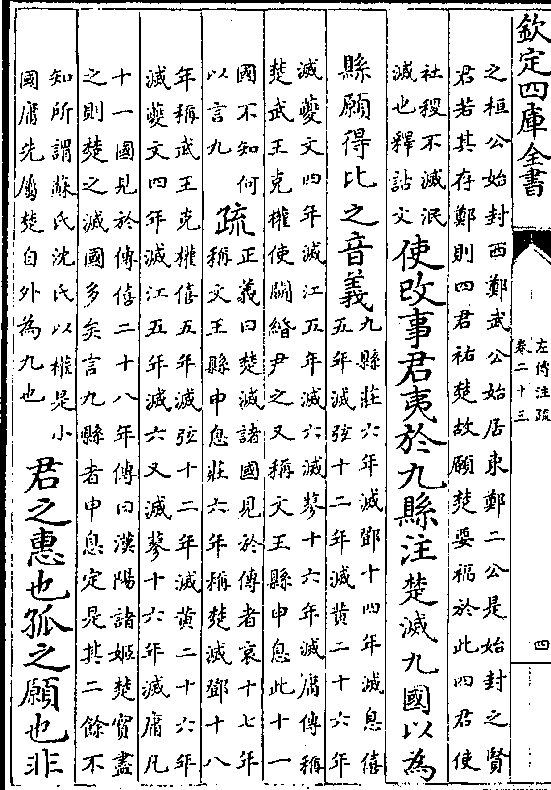 欽定四庫全書
左傳注疏
卷二十三
四
之桓公始封西鄭武公始居東鄭二公是始封之賢
君若其存鄭則四君祐楚故願楚要福於此四君使
社稷不滅泯
滅也釋詁文
使改事君夷於九縣注楚滅九國以為
縣願得比之音義
九縣莊六年滅鄧十四年滅息僖
五年滅弦十二年滅黄二十六年
滅夔文四年滅江五年滅六滅蓼十六年滅庸傳稱
楚武王克權使鬭緡尹之又稱文王縣申息此十一
國不知何
以言九
疏
正義曰楚滅諸國見於傳者哀十七年
稱文王縣申息莊六年稱楚滅鄧十八
年稱武王克權僖五年滅弦十二年滅黄二十六年
滅夔文四年滅江五年滅六又滅蓼十六年滅庸凡
十一國見於傳僖二十八年傳曰漢陽諸姬楚實盡
之則楚之滅國多矣言九縣者申息定是其二餘不
知所謂蘇氏沈氏以權是小
國庸先屬楚自外為九也
君之惠也孤之願也非